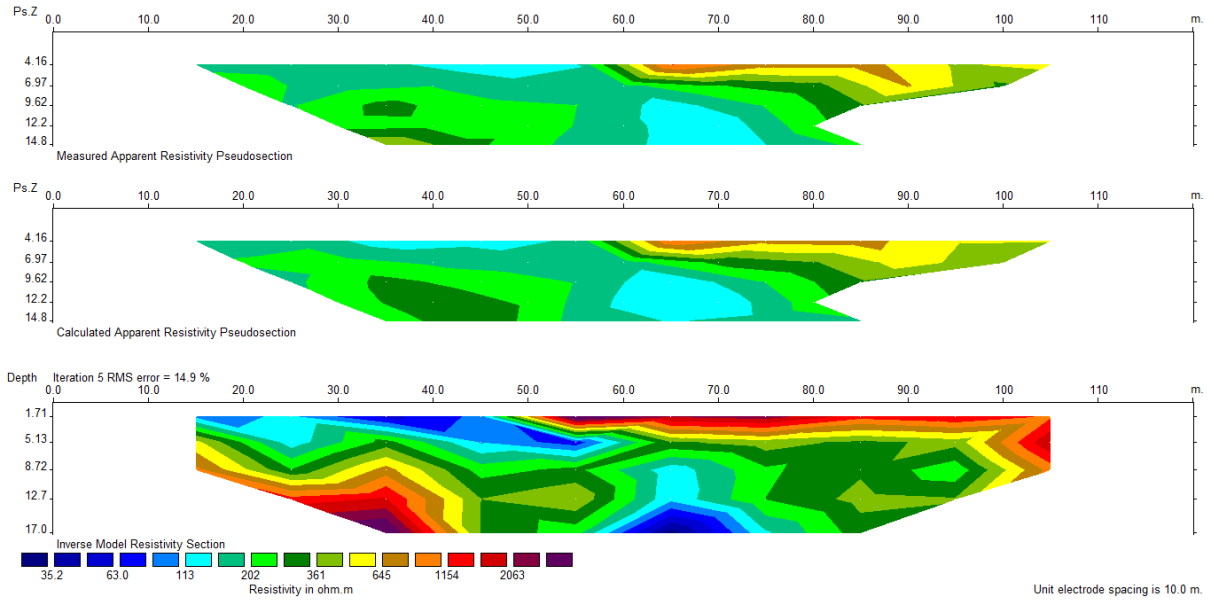 Ps.Z 0.0 10.0 20.0 30.0 40.0 50.0 60.0 70.0 80.0 90.0 100 110 m.
4.16
6.97
9.62
12.2
14.8
Measured Apparent Resistivity Pseudosection
Ps.Z 0.0 10.0 20.0 30.0 40.0 50.0 60.0 70.0 80.0 90.0 100 110 m.
4.16
6.97
9.62
12.2
14.8
Calculated Apparent Resistivity Pseudosection
Depth Iteration 5 RMS error = 14.9 %
0.0 10.0 20.0 30.0 40.0 50.0 60.0 70.0 80.0 90.0 100 110 m.
1.71
5.13
8.72
12.7
17.0
Inverse Model Resistivity Section
35.2 63.0 113 202 361 645 1154 2063
Resistivity in ohm.m
Unit electrode spacing is 10.0 m.